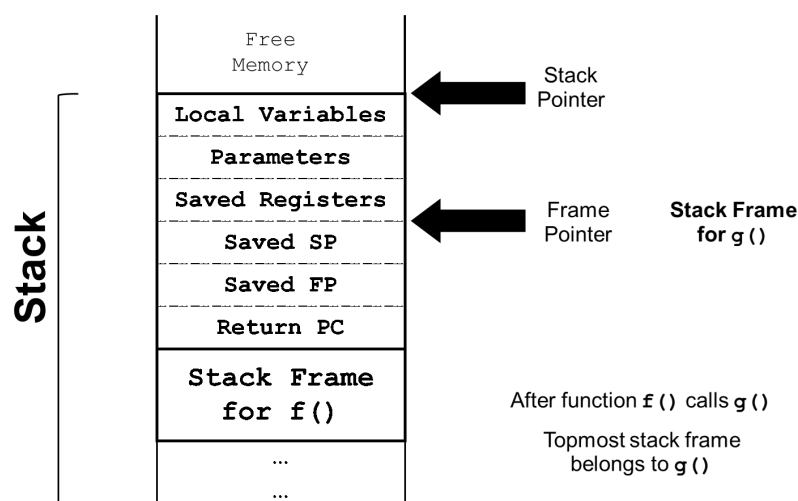 Free
Memory
Stack
Pointer
Local Variables
Parameters
Saved Registers
Frame
Pointer
Stack Frame
for g()
Saved SP
Saved FP
Return PC
Stack
Stack Frame
for f()
After function f() calls g()
Topmost stack frame
belongs to g()
...
...